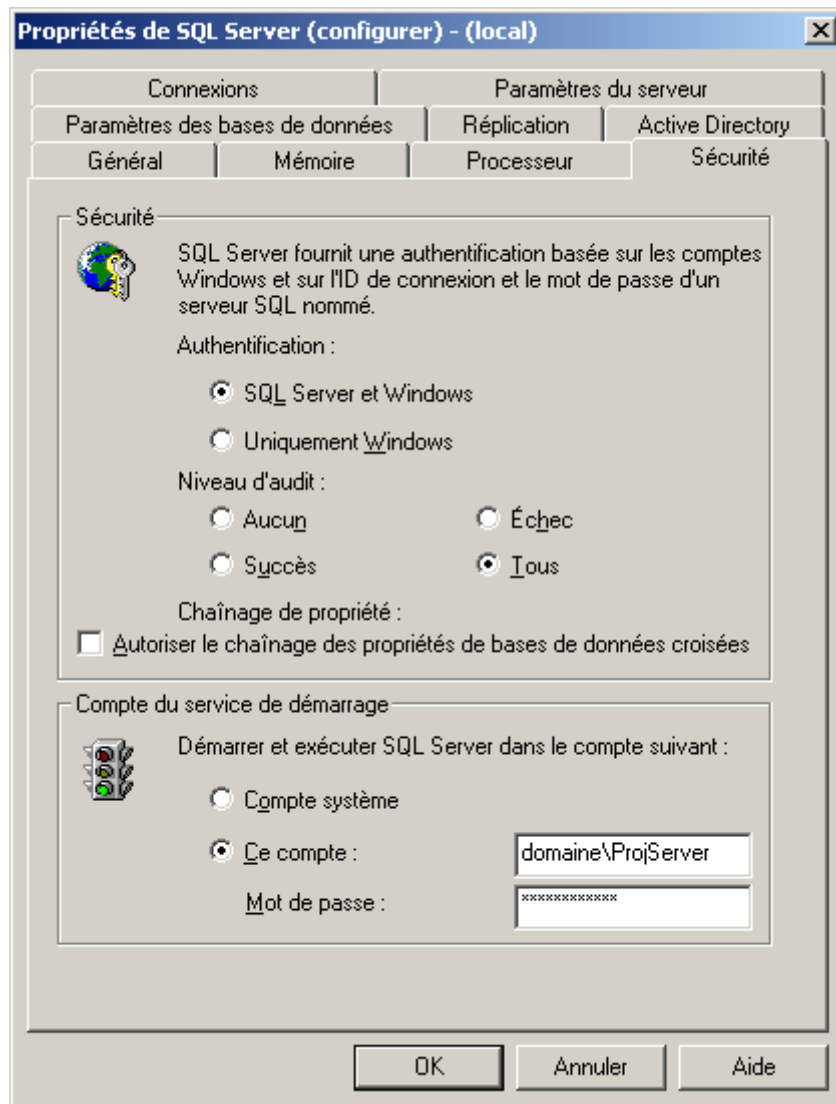 Propriétés de SQL Server (configurer) - (local)
Connexions
Paramètres du serveur
Paramètres des bases de données
Réplication
Active Directory
Général
Mémoire
Processeur
Sécurité
Sécurité
SQL Server fournit une authentification basée sur les comptes
Windows et sur l'ID de connexion et le mot de passe d'un
serveur SQL nommé.
Authentification :
SQL Server et Windows
Uniquement Windows
Niveau d'audit :
Aucun
Échec
Succès
Tous
Chaînage de propriété :
Autoriser le chaînage des propriétés de bases de données croisées
Compte du service de démarrage
Démarrer et exécuter SQL Server dans le compte suivant :
Compte système
Ce compte :
domaine\ProjServer
Mot de passe :
************
OK
Annuler
Aide